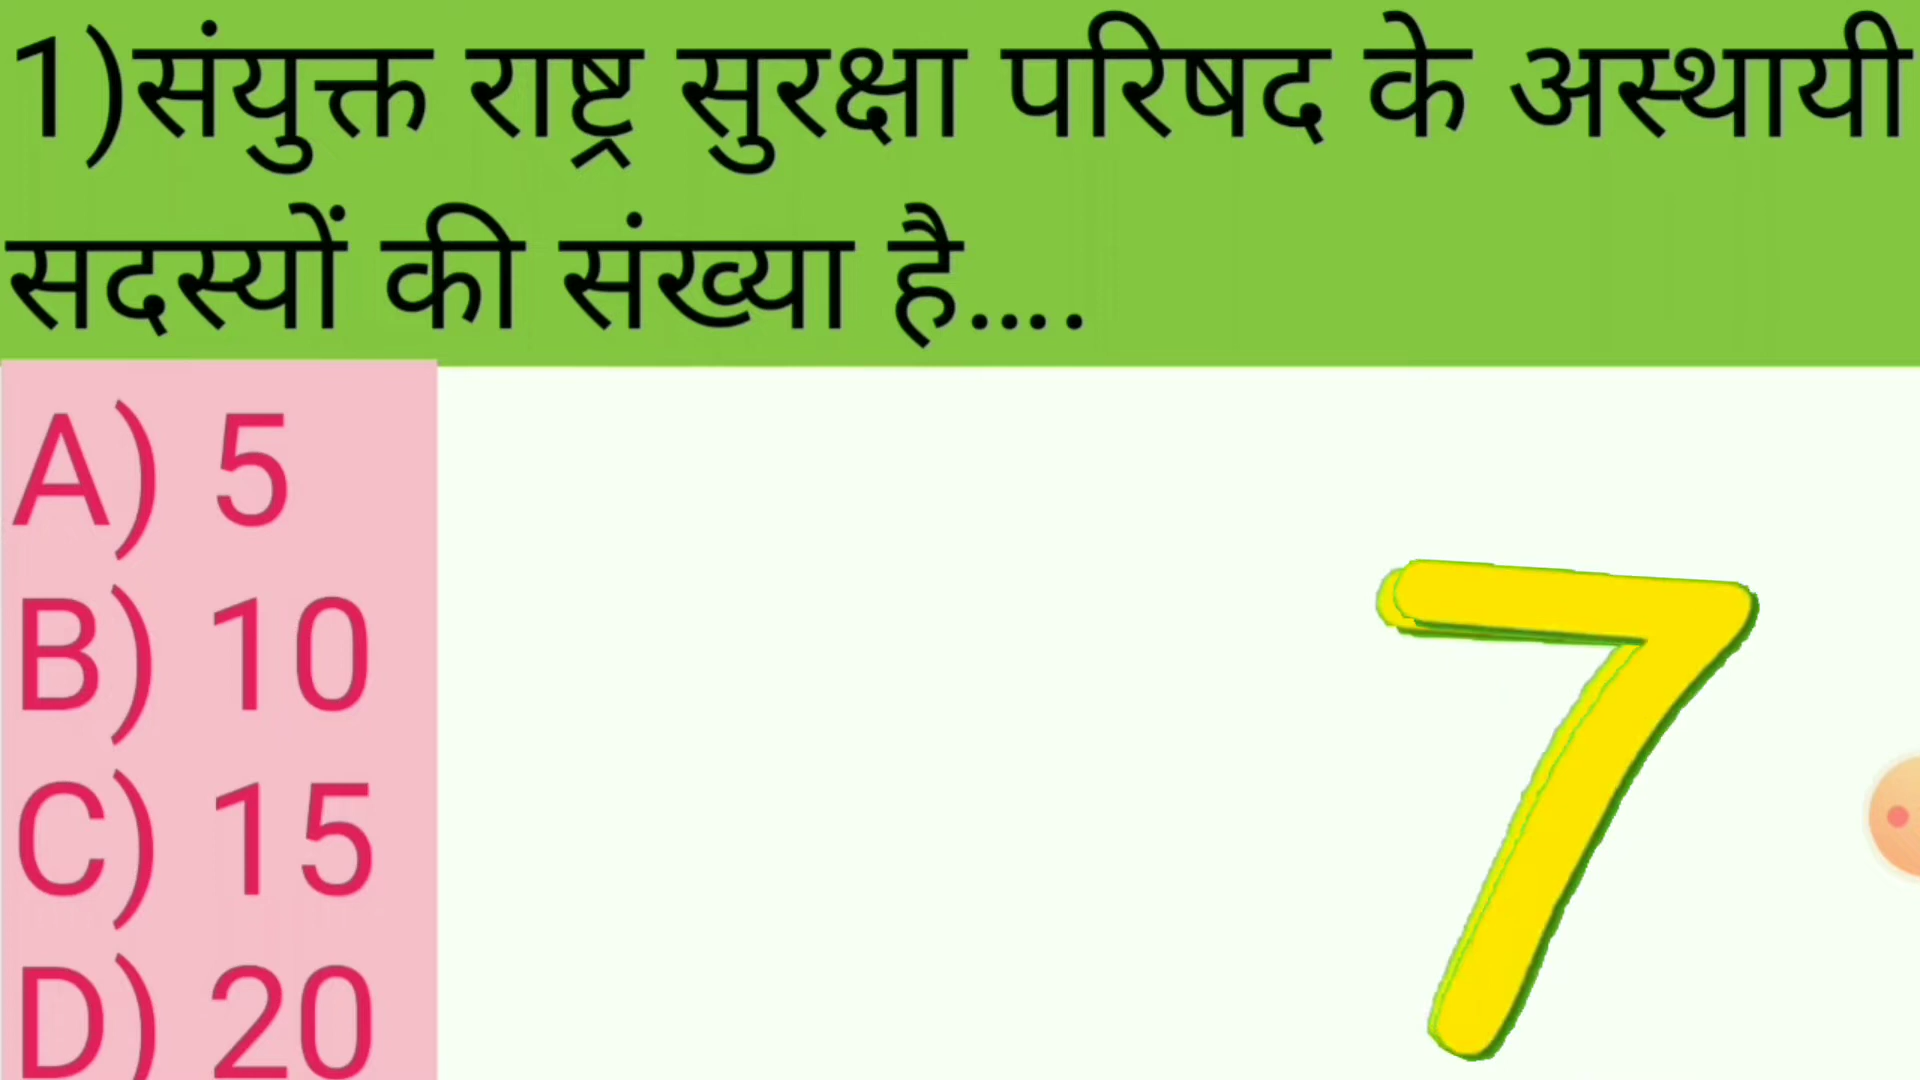 1)संयुक्त राष्ट्र सुरक्षा परिषद के अस्थायी
सदस्यों की संख्या है....
A) 5
B) 10
C) 15
D) 20
7